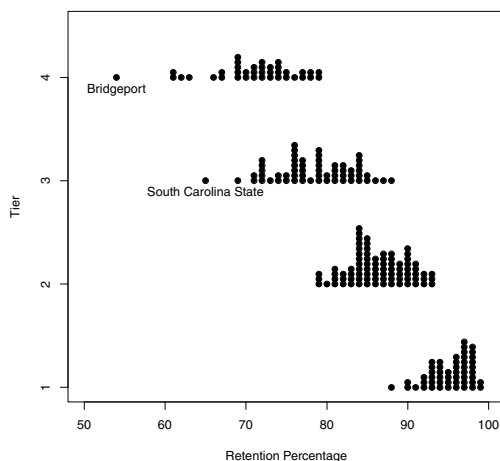 4
Bridgeport
3
South Carolina State
Tier
2
1
50 60 70 80 90 100
Retention Percentage